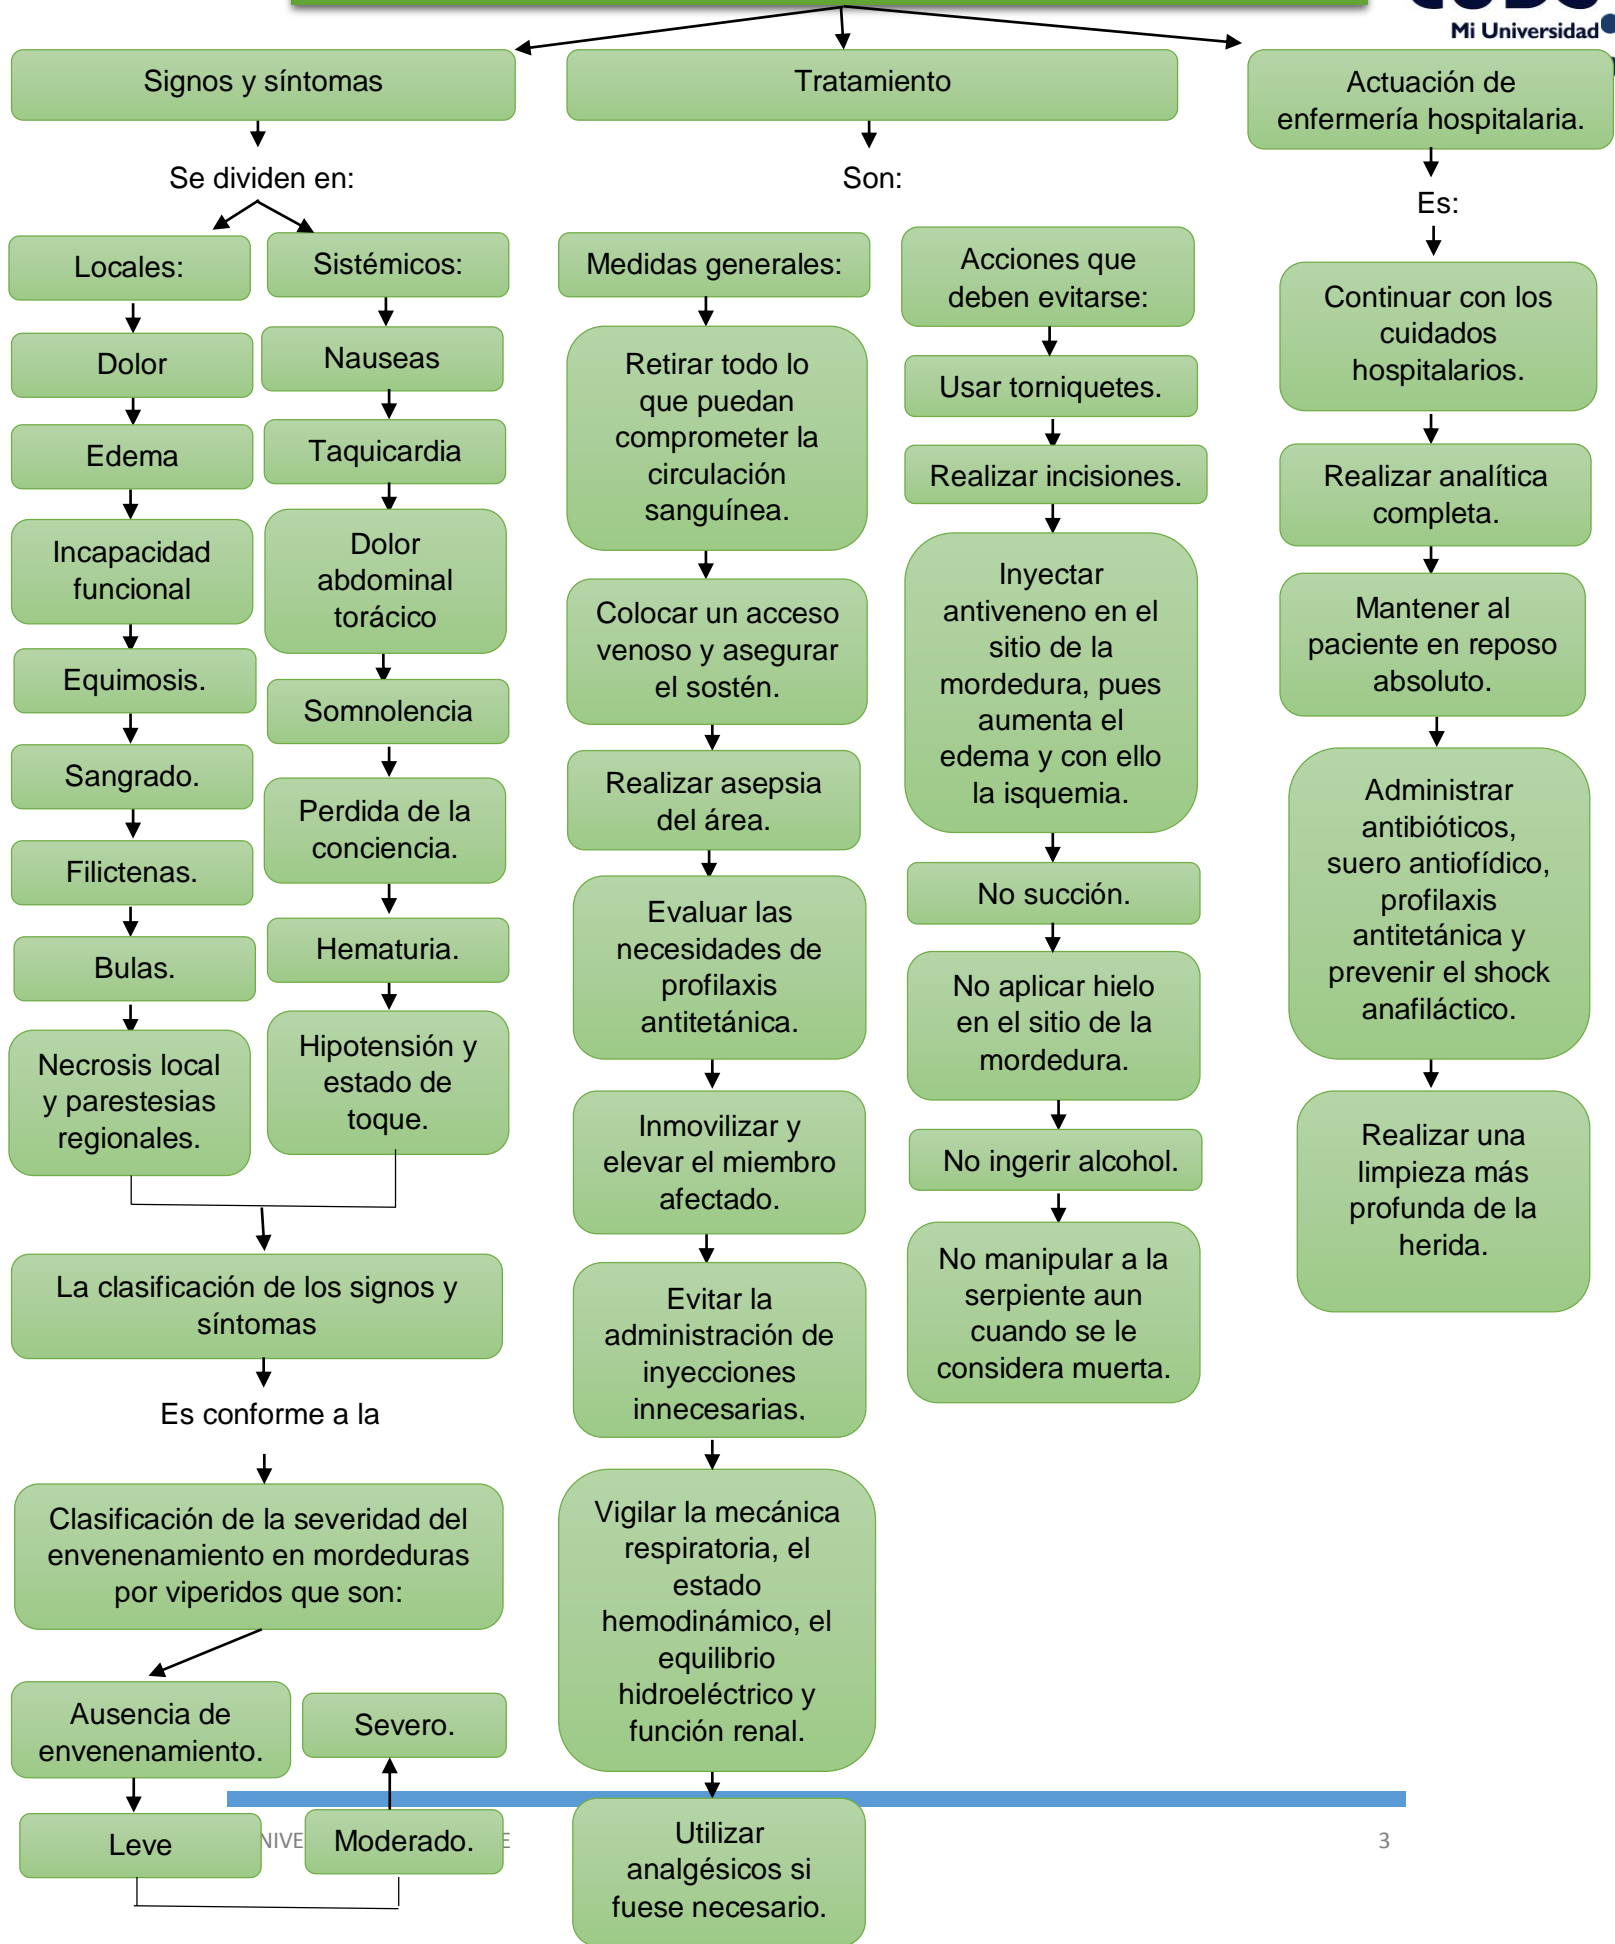 Mi Universidad
Signos y síntomas
Se dividen en:
Locales:
Dolor
Edema
Incapacidad
funcional
Equimosis.
Sangrado.
Filictenas.
Bulas.
Necrosis local
y parestesias
regionales.
Sistémicos:
Nauseas
Taquicardia
Dolor
abdominal
torácico
Somnolencia
Perdida de la
conciencia.
Hematuria.
Hipotensión y
estado de
toque.
La clasificación de los signos y
síntomas
Es conforme a la
Clasificación de la severidad del
envenenamiento en mordeduras
por viperidos que son:
Ausencia de
envenenamiento.
Leve
Moderado.
Severo.
Tratamiento
Son:
Medidas generales:
Retirar todo lo
que puedan
comprometer la
circulación
sanguínea.
Colocar un acceso
venoso y asegurar
el sostén.
Realizar asepsia
del área.
Evaluar las
necesidades de
profilaxis
antitetánica.
Inmovilizar y
elevar el miembro
afectado.
Evitar la
administración de
inyecciones
innecesarias.
Vigilar la mecánica
respiratoria, el
estado
hemodinámico, el
equilibrio
hidroeléctrico y
función renal.
Utilizar
analgésicos si
fuese necesario.
Acciones que
deben evitarse:
Usar torniquetes.
Realizar incisiones.
Inyectar
antiveneno en el
sitio de la
mordedura, pues
aumenta el
edema y con ello
la isquemia.
No succión.
No aplicar hielo
en el sitio de la
mordedura.
No ingerir alcohol.
No manipular a la
serpiente aun
cuando se le
considera muerta.
Actuación de
enfermería hospitalaria.
Es:
Continuar con los
cuidados
hospitalarios.
Realizar analítica
completa.
Mantener al
paciente en reposo
absoluto.
Administrar
antibióticos,
suero antiofídico,
profilaxis
antitetánica y
prevenir el shock
anafiláctico.
Realizar una
limpieza más
profunda de la
herida.
3